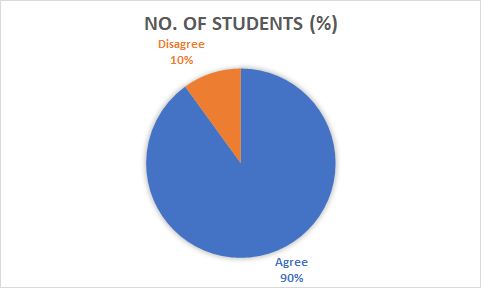 NO. OF STUDENTS (%)
Disagree
10%
Agree
90%